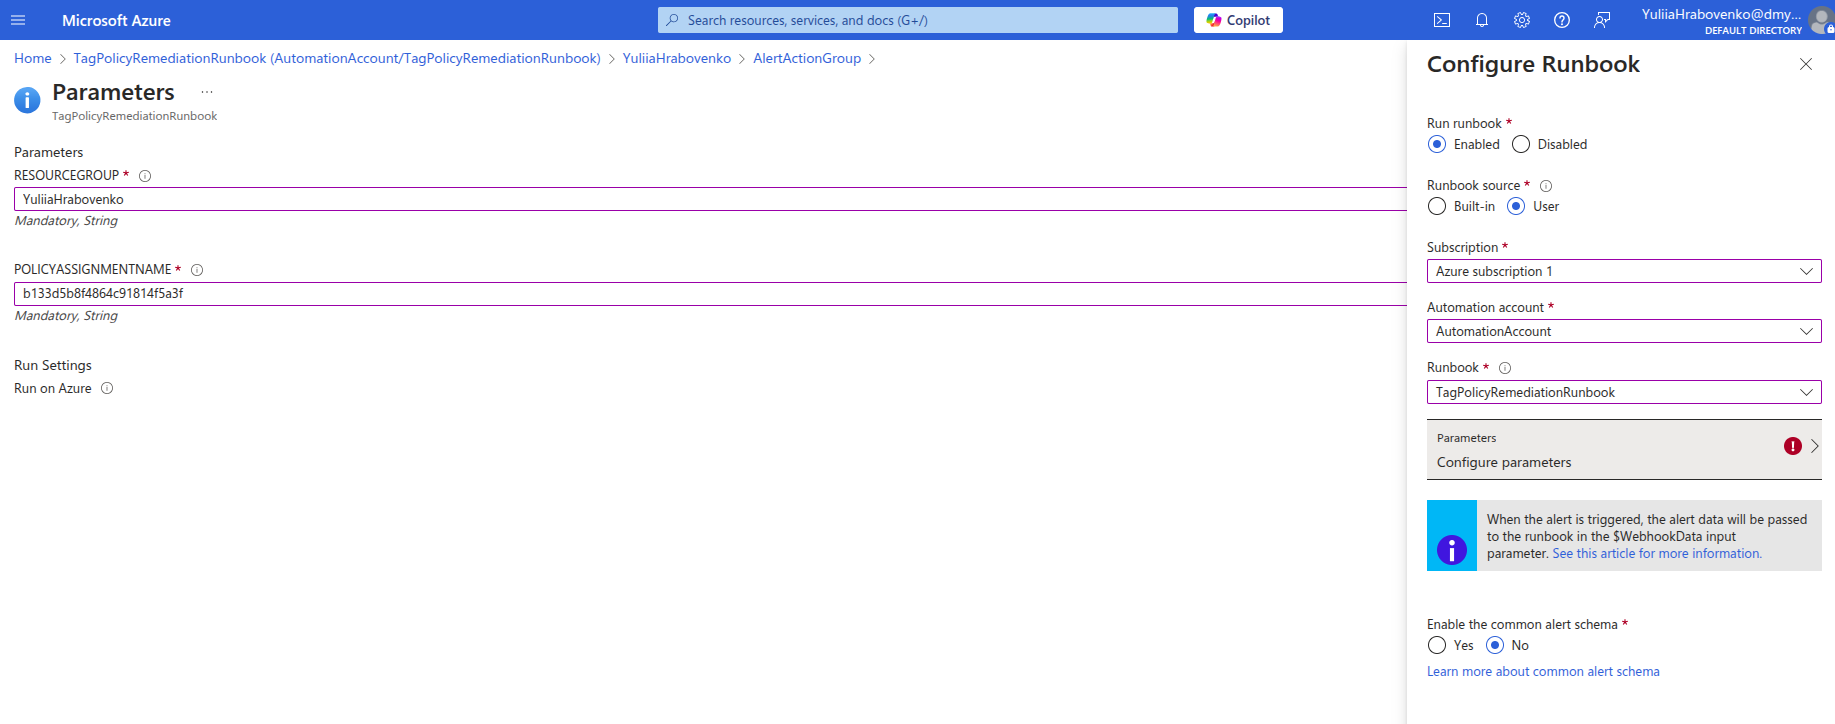 Microsoft Azure
Search resources, services, and docs (G+/)
Copilot
YuliiaHrabovenko@dmy...
DEFAULT DIRECTORY
Home > TagPolicyRemediationRunbook (AutomationAccount/TagPolicyRemediationRunbook) > YuliiaHrabovenko > AlertActionGroup >
Parameters ...
TagPolicyRemediationRunbook
Parameters
RESOURCEGROUP *
YuliiaHrabovenko
Mandatory, String
POLICYASSIGNMENTNAME *
b133d5b8f4864c91814f5a3f
Mandatory, String
Run Settings
Run on Azure
Configure Runbook
Run runbook *
Enabled Disabled
Runbook source *
Built-in User
Subscription *
Azure subscription 1
Automation account *
AutomationAccount
Runbook *
TagPolicyRemediationRunbook
Parameters
Configure parameters
When the alert is triggered, the alert data will be passed
to the runbook in the $WebhookData input
parameter. See this article for more information.
Enable the common alert schema *
Yes No
Learn more about common alert schema